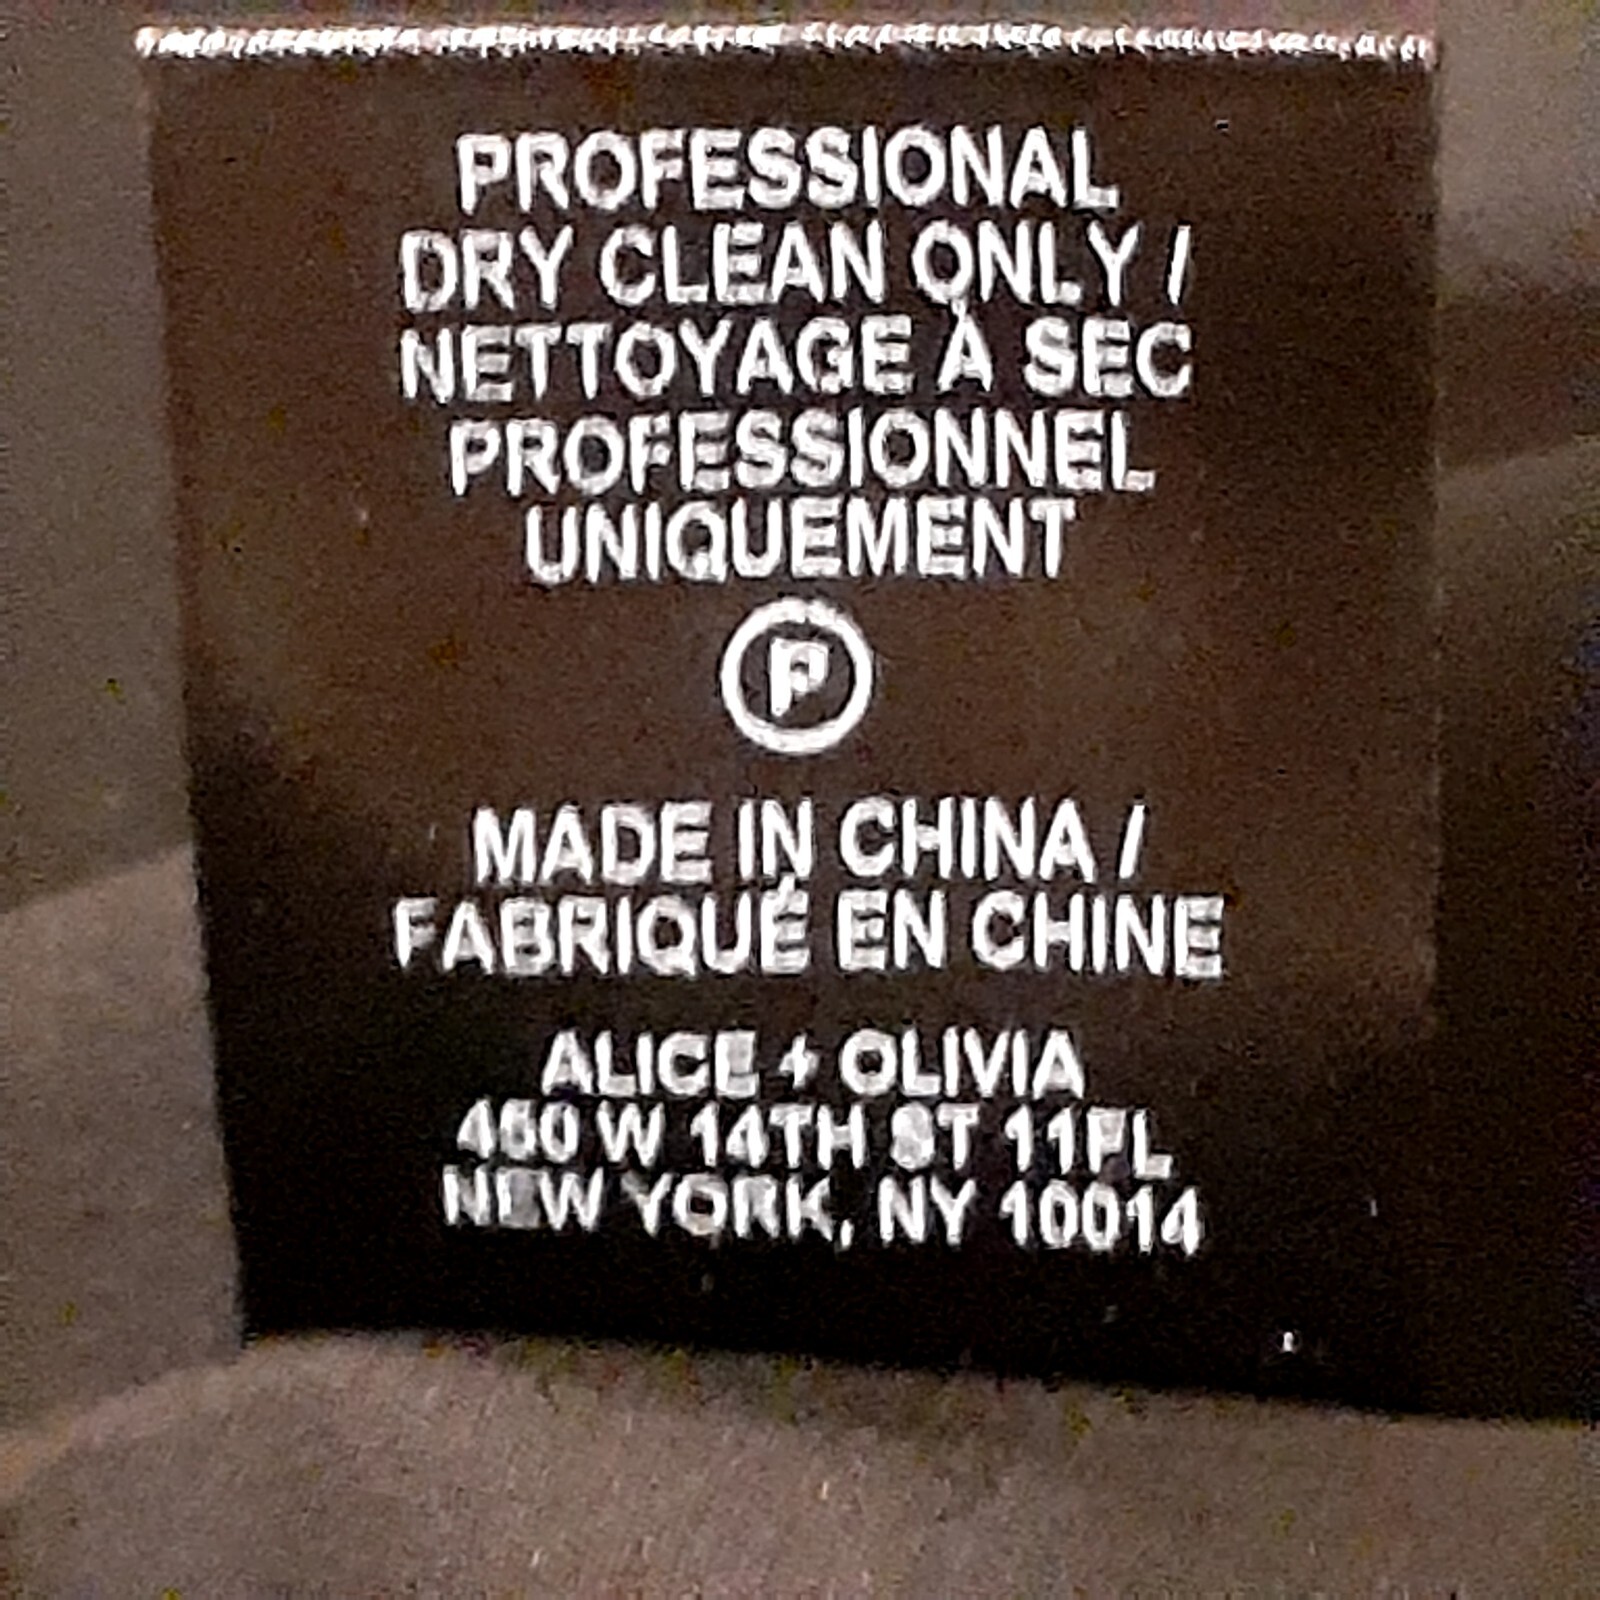 PROFESSIONAL
DRY CLEAN ONLY /
NETTOYAGE À SEC
PROFESSIONNEL
UNIQUEMENT
P
MADE IN CHINA /
FABRIQUÉ EN CHINE
ALICE + OLIVIA
450 W 14TH ST 11FL
NEW YORK, NY 10014